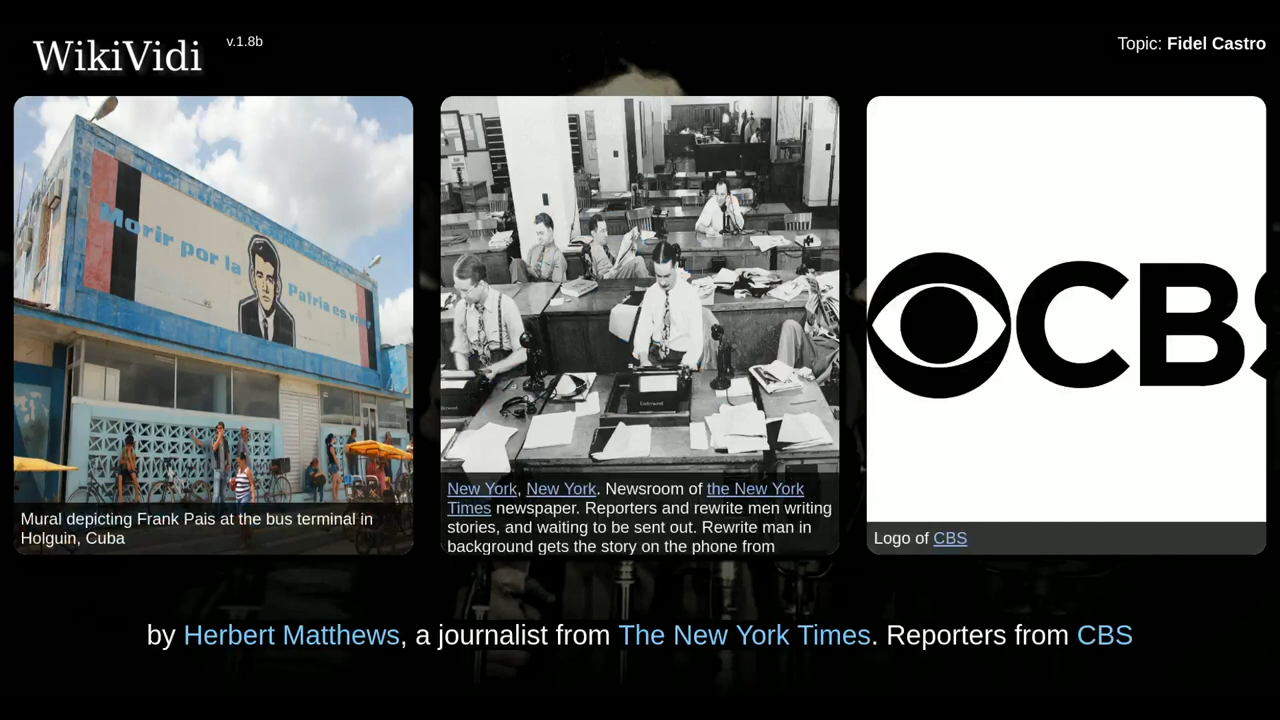 WikiVidi
v.1.8b
Topic: Fidel Castro
Morir por la
Patria es vivir
Mural depicting Frank Pais at the bus terminal in
Holguin, Cuba
Underwood
New York, New York. Newsroom of the New York
Times newspaper. Reporters and rewrite men writing
stories, and waiting to be sent out. Rewrite man in
background gets the story on the phone from
CBS
Logo of CBS
by Herbert Matthews, a journalist from The New York Times. Reporters from CBS